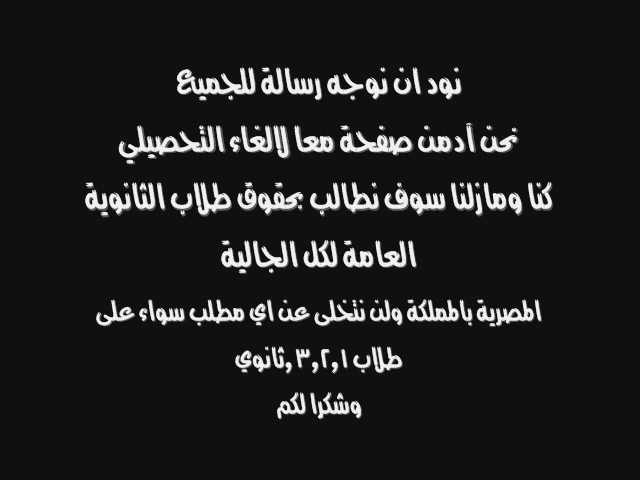 نود ان نوجه رسالة للجميع
نحن أدمن صفحة معا لالغاء التحصيلي
كنا ومازلنا سوف نطالب بحقوق طلاب الثانوية
العامة لكل الجالية
المصرية بالمملكة ولن نتخلى عن اي مطلب سواء على
طلاب ١,٢,٣ ,ثانوي
وشكرا لكم